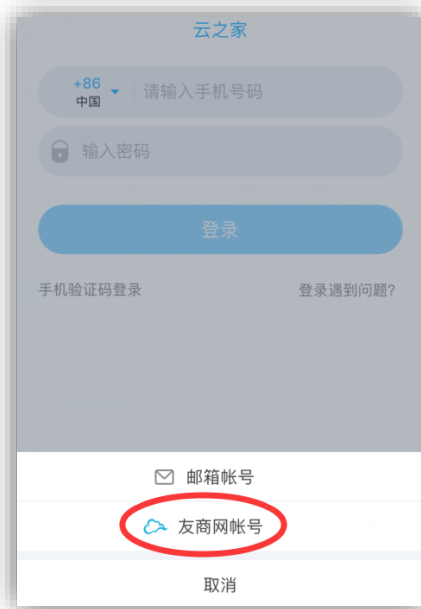 云之家
+86
中国
请输入手机号码
输入密码
登录
手机验证码登录 登录遇到问题?
邮箱帐号
友商网帐号
取消